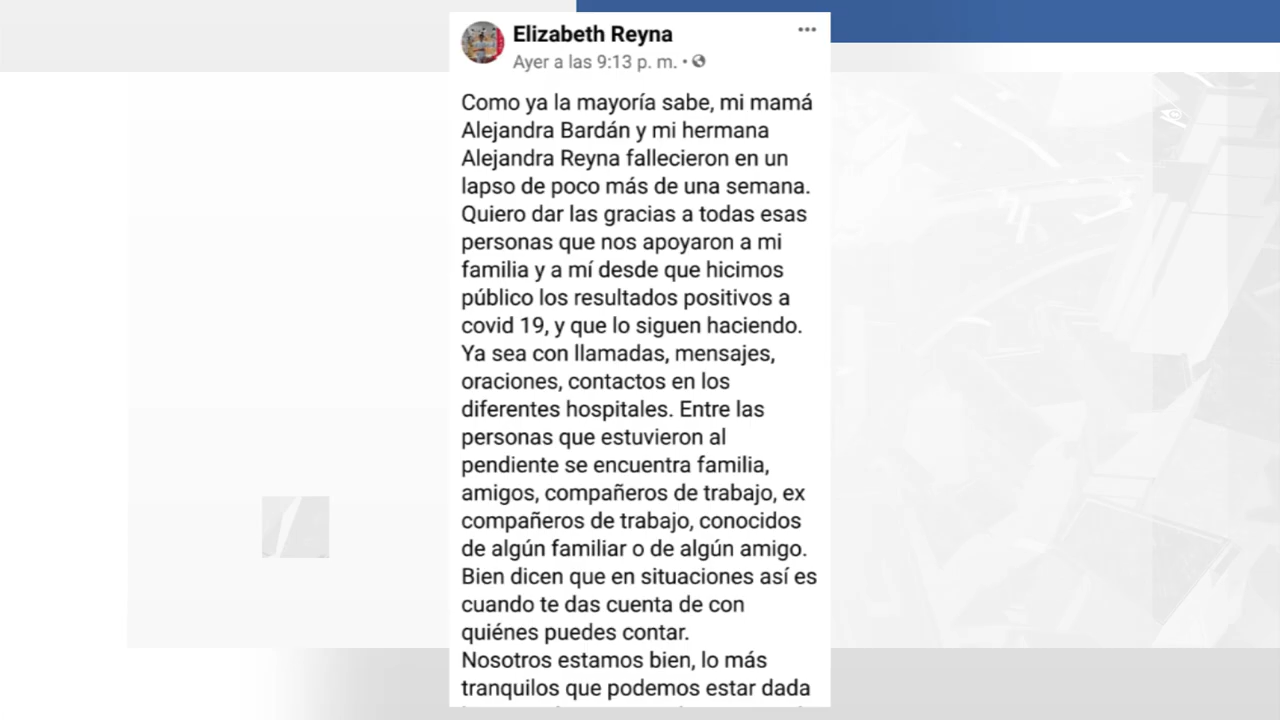 Elizabeth Reyna
Ayer a las 9:13 p. m. •
Como ya la mayoría sabe, mi mamá
Alejandra Bardán y mi hermana
Alejandra Reyna fallecieron en un
lapso de poco más de una semana.
Quiero dar las gracias a todas esas
personas que nos apoyaron a mi
familia y a mí desde que hicimos
público los resultados positivos a
covid 19, y que lo siguen haciendo.
Ya sea con llamadas, mensajes,
oraciones, contactos en los
diferentes hospitales. Entre las
personas que estuvieron al
pendiente se encuentra familia,
amigos, compañeros de trabajo, ex
compañeros de trabajo, conocidos
de algún familiar o de algún amigo.
Bien dicen que en situaciones así es
cuando te das cuenta de con
quiénes puedes contar.
Nosotros estamos bien, lo más
tranquilos que podemos estar dada